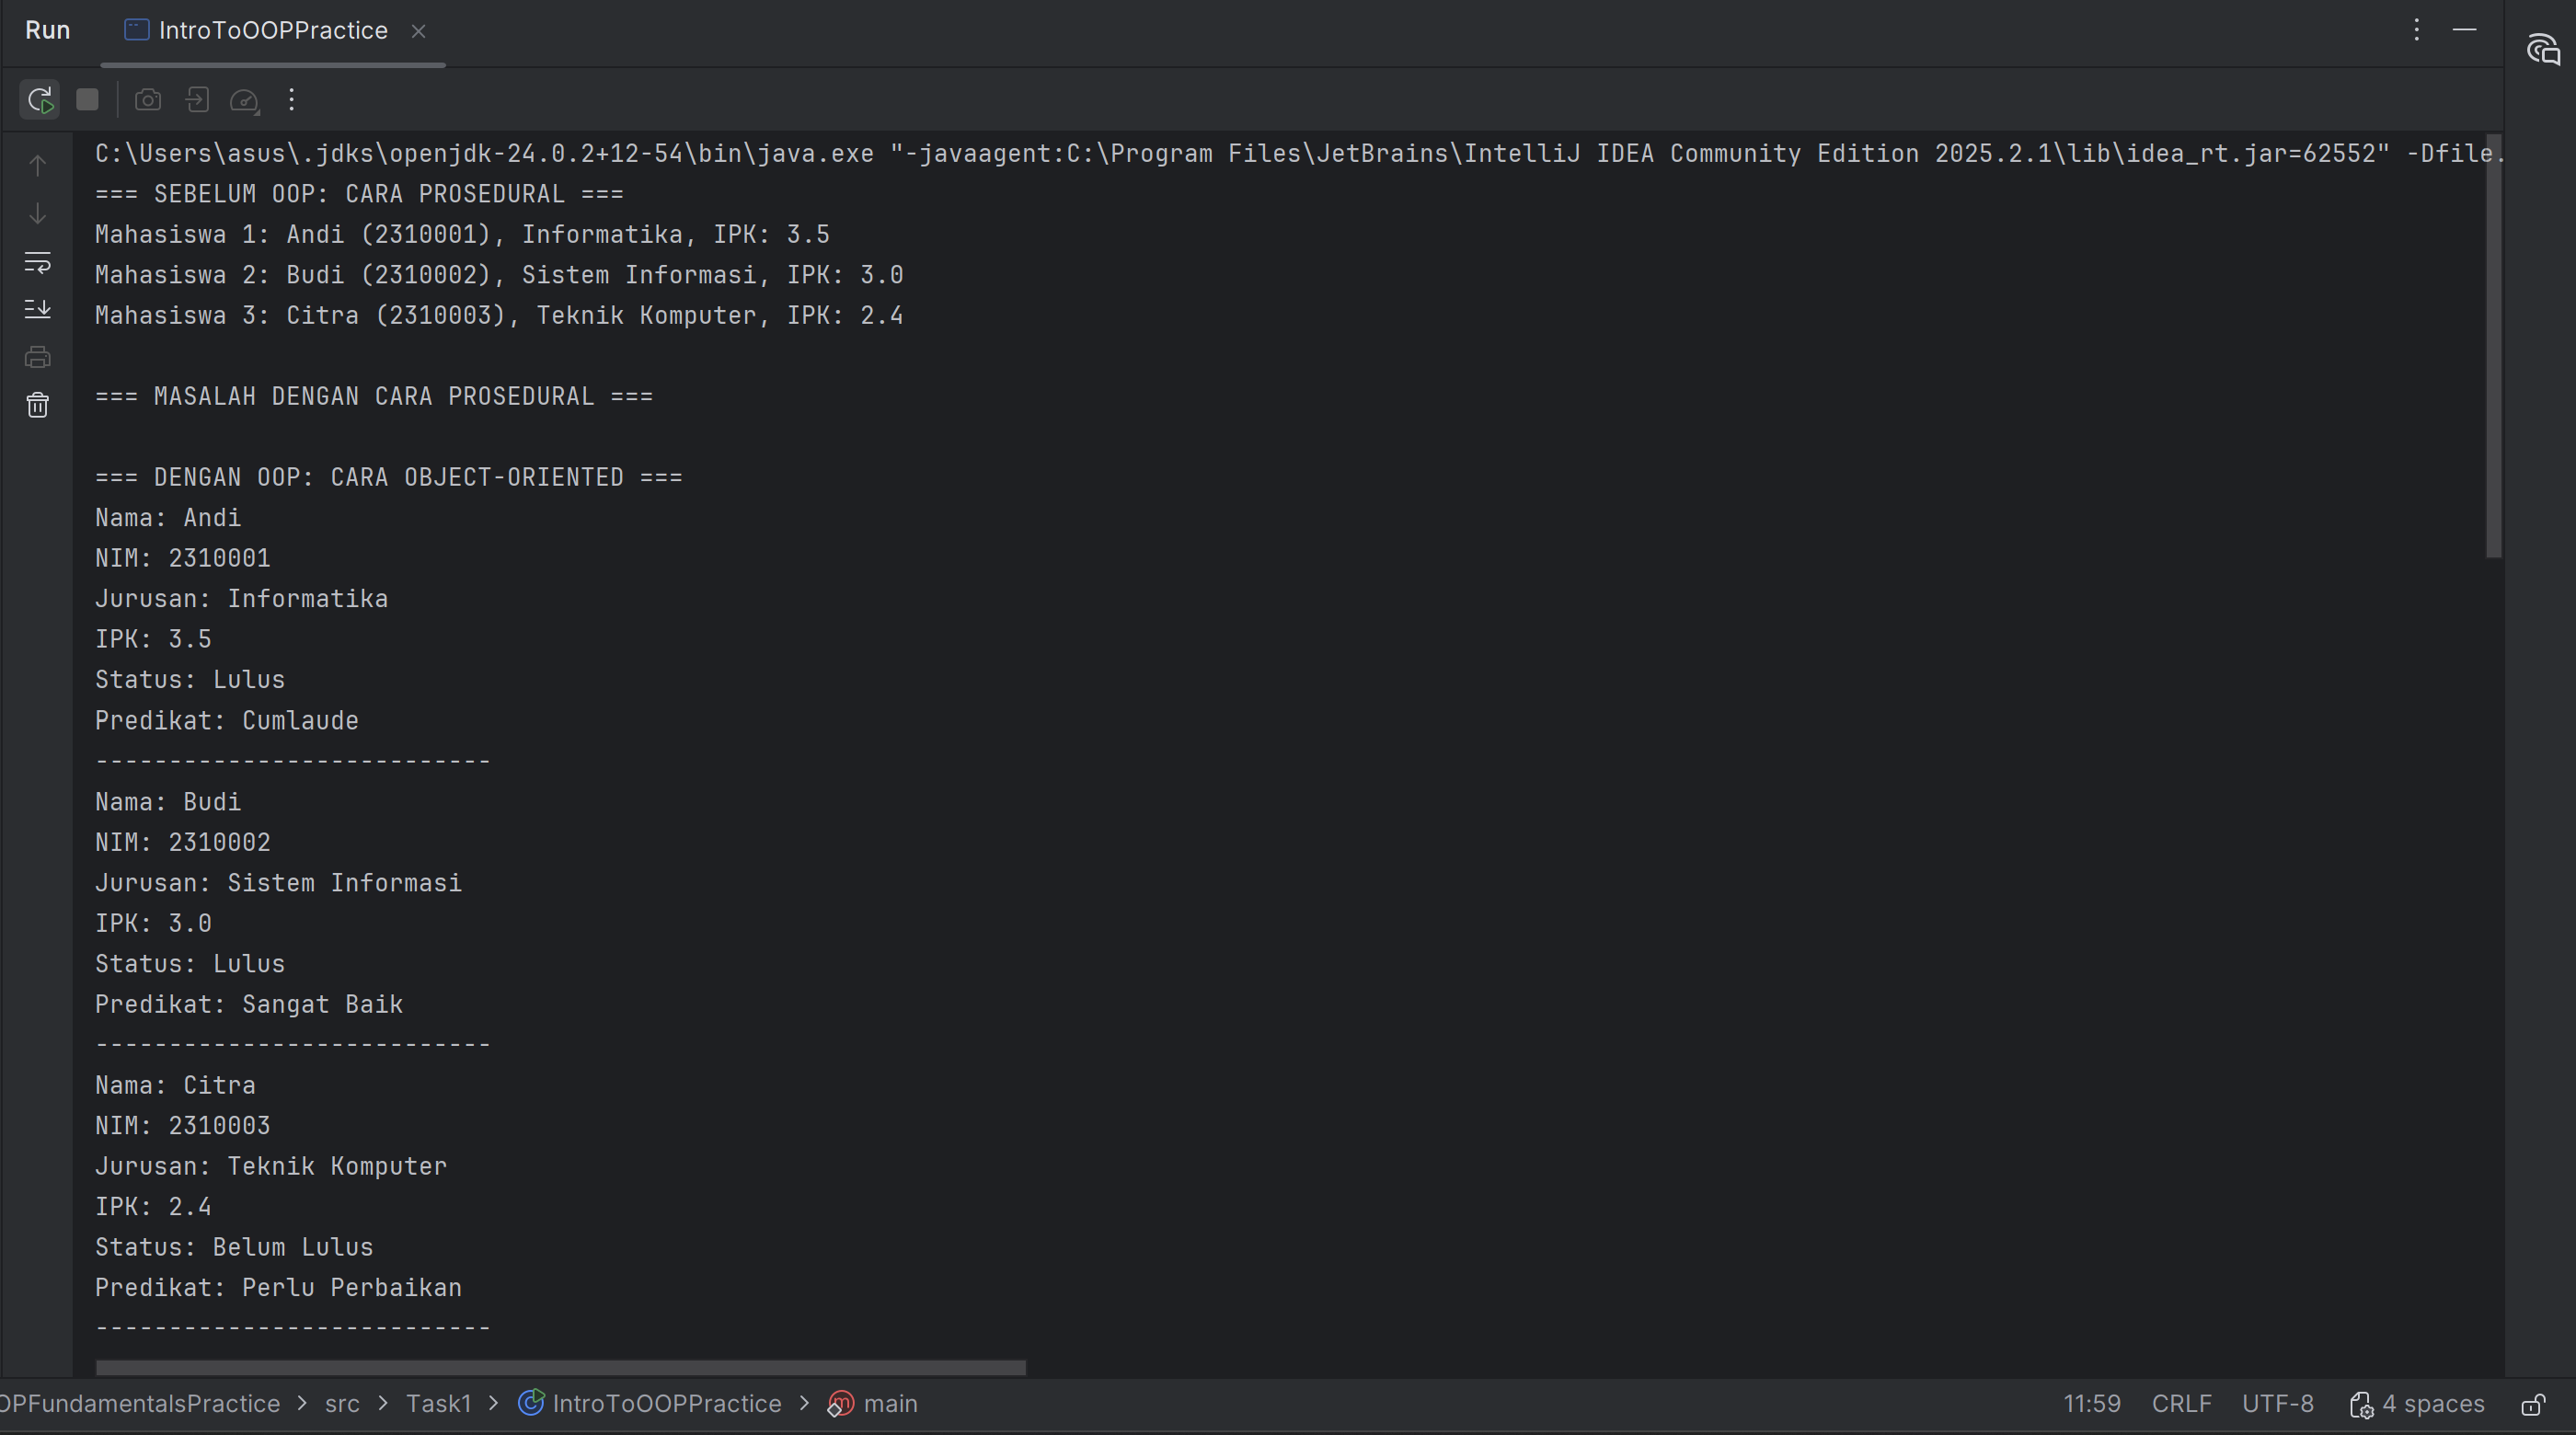 Run IntroToOOPPractice
C:\Users\asus\.jdks\openjdk-24.0.2+12-54\bin\java.exe "-javaagent:C:\Program Files\JetBrains\IntelliJ IDEA Community Edition 2025.2.1\lib\idea_rt.jar=62552" -Dfile.
=== SEBELUM OOP: CARA PROSEDURAL ===
Mahasiswa 1: Andi (2310001), Informatika, IPK: 3.5
Mahasiswa 2: Budi (2310002), Sistem Informasi, IPK: 3.0
Mahasiswa 3: Citra (2310003), Teknik Komputer, IPK: 2.4
=== MASALAH DENGAN CARA PROSEDURAL ===
=== DENGAN OOP: CARA OBJECT-ORIENTED ===
Nama: Andi
NIM: 2310001
Jurusan: Informatika
IPK: 3.5
Status: Lulus
Predikat: Cumlaude
---------------------------
Nama: Budi
NIM: 2310002
Jurusan: Sistem Informasi
IPK: 3.0
Status: Lulus
Predikat: Sangat Baik
---------------------------
Nama: Citra
NIM: 2310003
Jurusan: Teknik Komputer
IPK: 2.4
Status: Belum Lulus
Predikat: Perlu Perbaikan
---------------------------
OPFundamentalsPractice > src > Task1 > IntroToOOPPractice > main 11:59 CRLF UTF-8 4 spaces